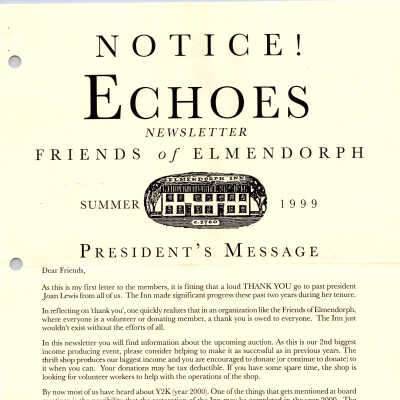 NOTICE!
ECHOES
NEWSLETTER
FRIENDS of ELMENDORPH
ELMENDORPH INN
SUMMER 1999
C. 1760
PRESIDENT'S MESSAGE
Dear Friends,
As this is my first letter to the members, it is fitting that a loud THANK YOU go to past president
Joan Lewis from all of us. The Inn made significant progress these past two years during her tenure.
In reflecting on 'thank you', one quickly realizes that in an organization like the Friends of Elmendorph,
where everyone is a volunteer or donating member, a thank you is owed to everyone. The Inn just
wouldn't exist without the efforts of all.
In this newsletter you will find information about the upcoming auction. As this is our 2nd biggest
income producing event, please consider helping to make it as successful as in previous years. The
thrift shop produces our biggest income and you are encouraged to donate (or continue to donate) to
it when you can. Your donations may be tax deductible. If you have some spare time, the shop is
looking for volunteer workers to help with the operations of the shop.
By now most of us have heard about Y2K (year 2000). One of the things that gets mentioned at board